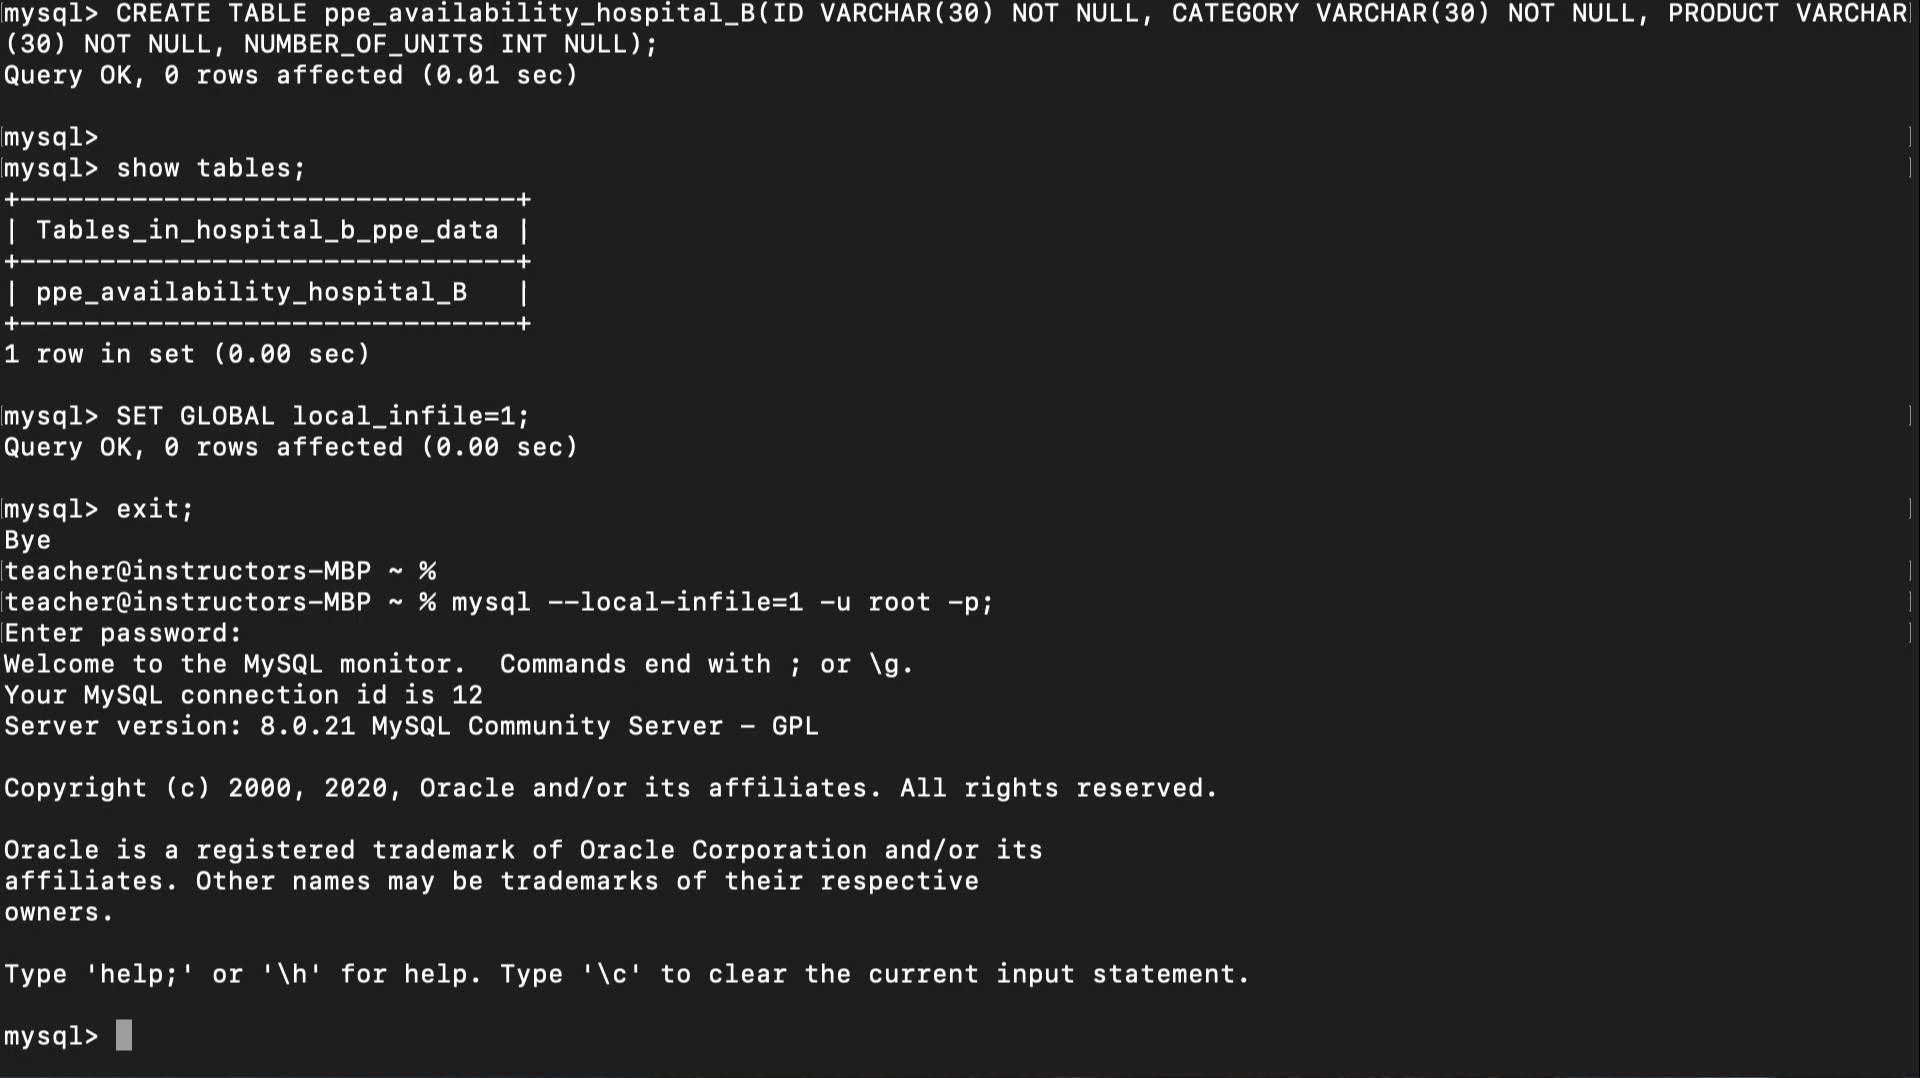 mysql> CREATE TABLE ppe_availability_hospital_B(ID VARCHAR(30) NOT NULL, CATEGORY VARCHAR(30) NOT NULL, PRODUCT VARCHAR
(30) NOT NULL, NUMBER_OF_UNITS INT NULL);
Query OK, 0 rows affected (0.01 sec)
mysql>
mysql> show tables;
+-------------------------------+
| Tables_in_hospital_b_ppe_data |
+-------------------------------+
| ppe_availability_hospital_B   |
+-------------------------------+
1 row in set (0.00 sec)
mysql> SET GLOBAL local_infile=1;
Query OK, 0 rows affected (0.00 sec)
mysql> exit;
Bye
teacher@instructors-MBP ~ %
teacher@instructors-MBP ~ % mysql --local-infile=1 -u root -p;
Enter password:
Welcome to the MySQL monitor.  Commands end with ; or \g.
Your MySQL connection id is 12
Server version: 8.0.21 MySQL Community Server - GPL
Copyright (c) 2000, 2020, Oracle and/or its affiliates. All rights reserved.
Oracle is a registered trademark of Oracle Corporation and/or its
affiliates. Other names may be trademarks of their respective
owners.
Type 'help;' or '\h' for help. Type '\c' to clear the current input statement.
mysql>